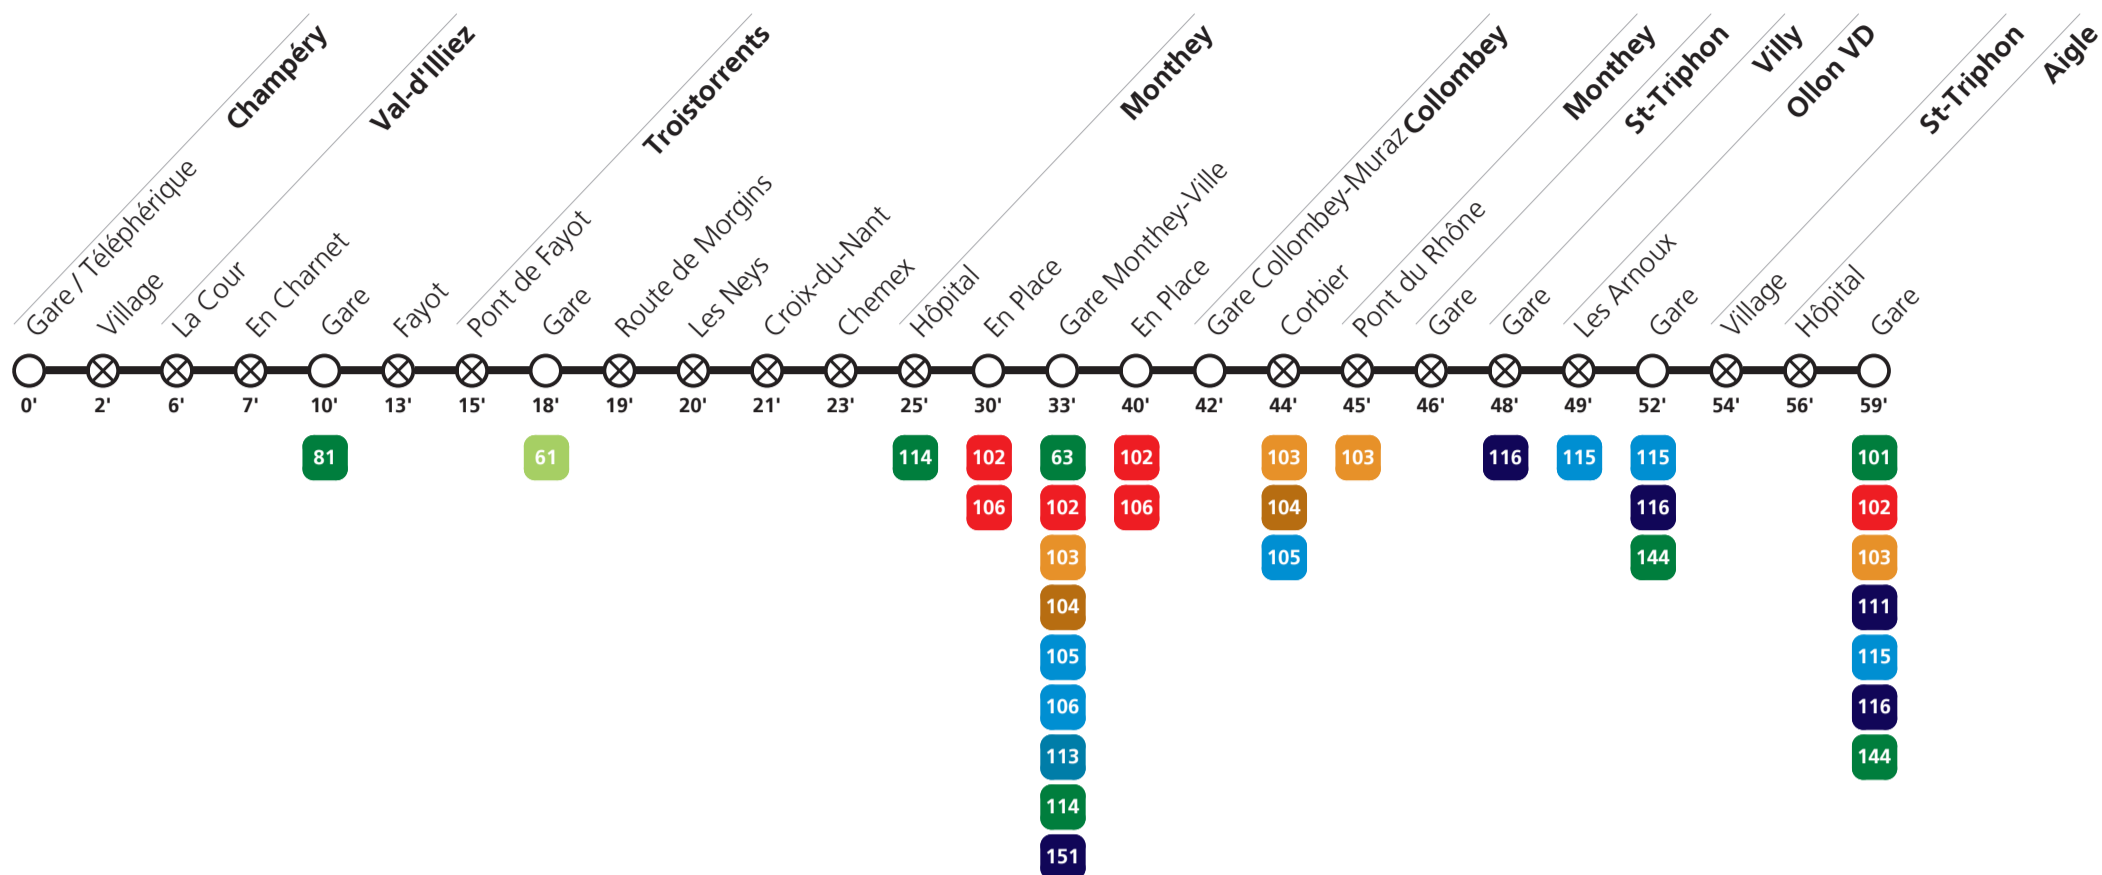 Champéry
Val-d'Illiez
Troistorrents
Monthey
Collombey
Monthey
St-Triphon
Villy
Ollon VD
St-Triphon
Aigle
Gare / Téléphérique
Village
La Cour
En Charnet
Gare
Fayot
Pont de Fayot
Gare
Route de Morgins
Les Neys
Croix-du-Nant
Chemex
Hôpital
En Place
Gare Monthey-Ville
En Place
Gare Collombey-Muraz
Corbier
Pont du Rhône
Gare
Gare
Les Arnoux
Gare
Village
Hôpital
Gare
0' 2' 6' 7' 10' 13' 15' 18' 19' 20' 21' 23' 25' 30' 33' 40' 42' 44' 45' 46' 48' 49' 52' 54' 56' 59'
81 61 114 102 63 102 103 103 116 115 115 101
106 102 106 104 116 102
103 105 144 103
104 111
105 115
106 116
113 144
114
151